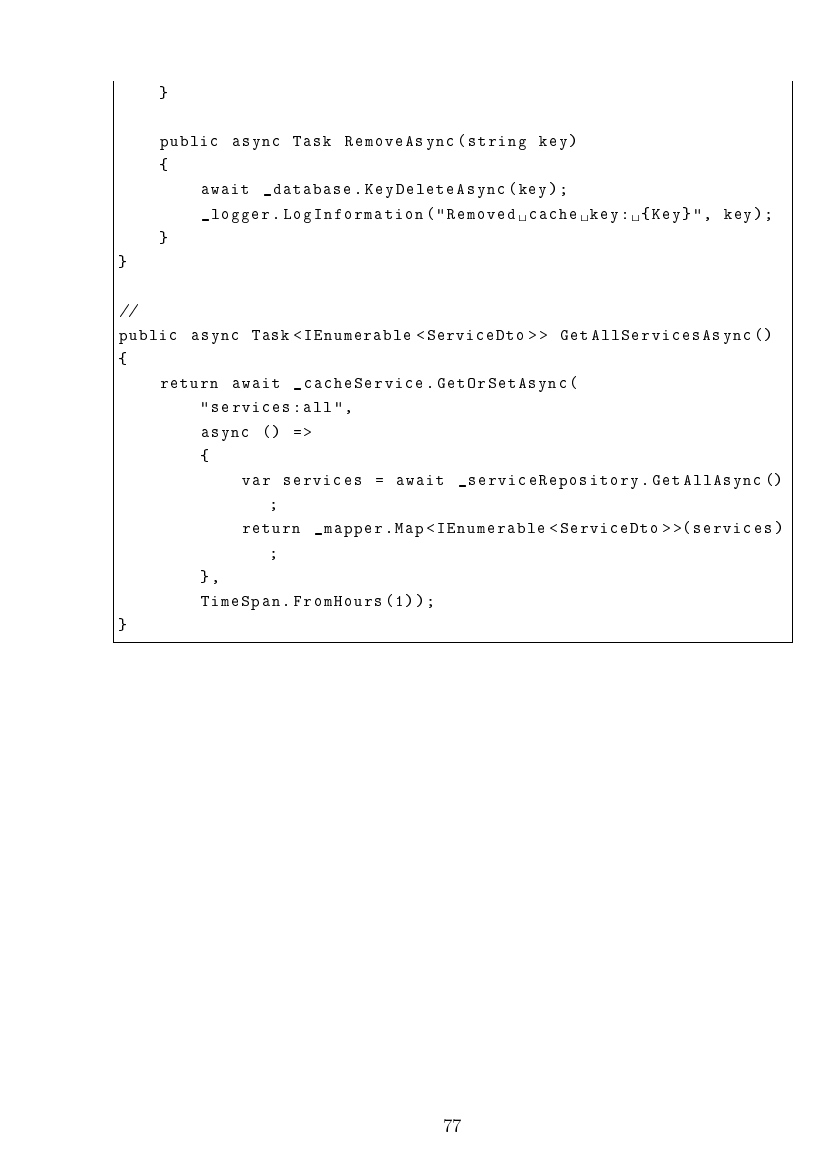 }

    public async Task RemoveAsync(string key)
    {
        await _database.KeyDeleteAsync(key);
        _logger.LogInformation("Removed␣cache␣key:␣{Key}", key);
    }
}

//
public async Task<IEnumerable<ServiceDto>> GetAllServicesAsync()
{
    return await _cacheService.GetOrSetAsync(
        "services:all",
        async () =>
        {
            var services = await _serviceRepository.GetAllAsync()
              ;
            return _mapper.Map<IEnumerable<ServiceDto>>(services)
              ;
        },
        TimeSpan.FromHours(1));
}
77